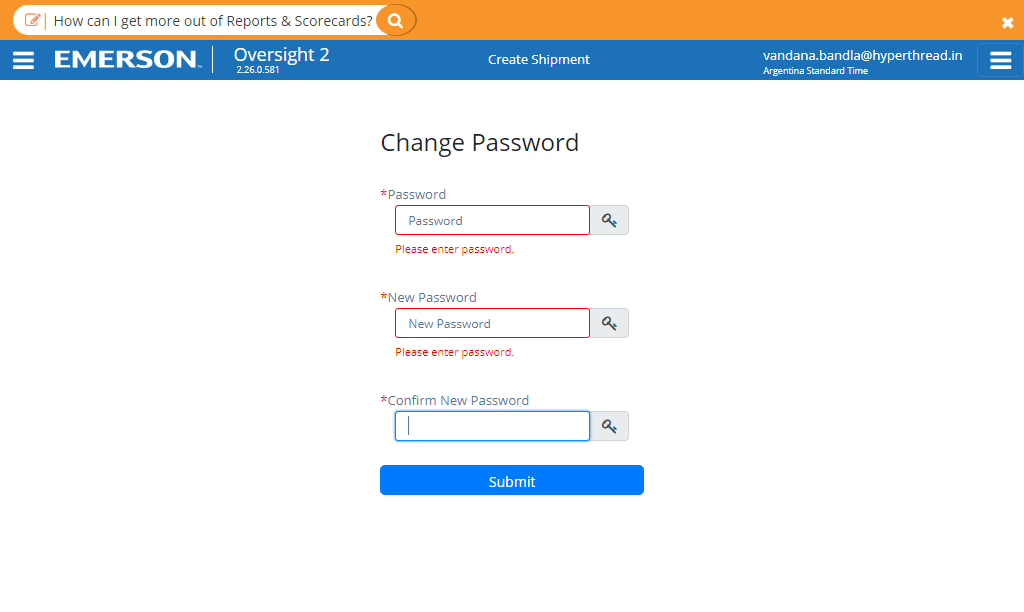 How can I get more out of Reports & Scorecards?
EMERSON™
Oversight 2
2.26.0.581
Create Shipment
vandana.bandla@hyperthread.in
Argentina Standard Time
Change Password
*Password
Password
Please enter password.
*New Password
New Password
Please enter password.
*Confirm New Password
Submit